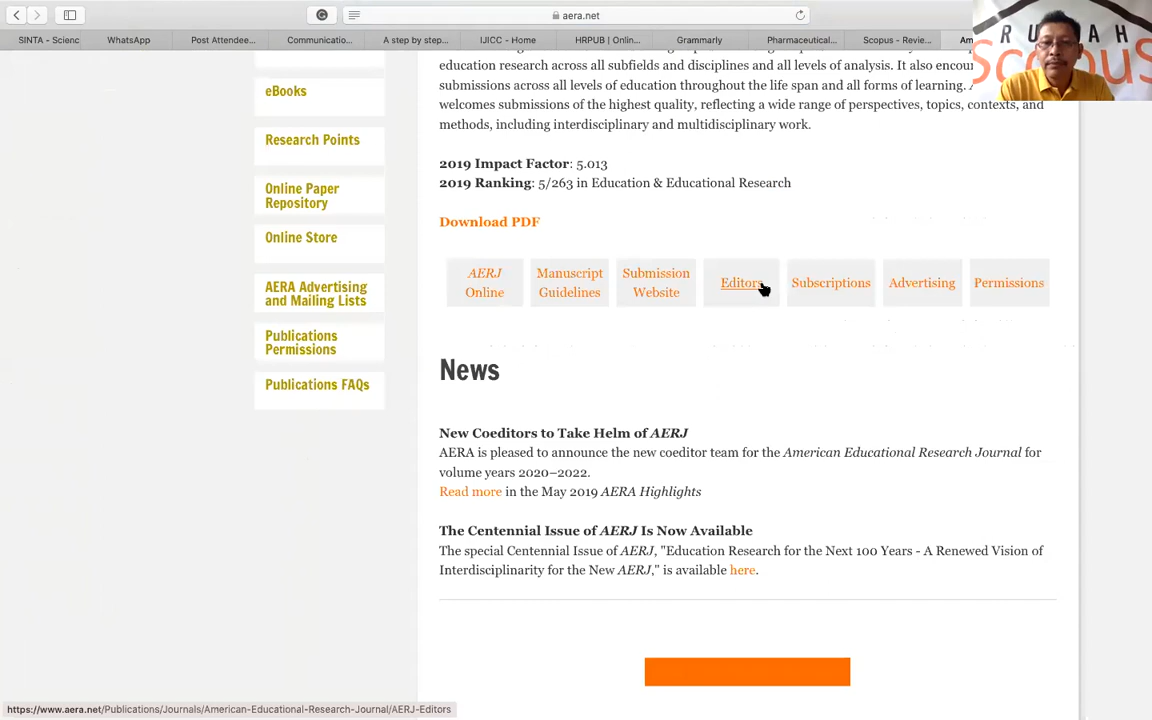 aera.net
SINTA - Scienc
WhatsApp
Post Attendee...
Communicatio...
A step by step...
IJICC - Home
HRPUB | Onlin...
Grammarly
Pharmaceutical...
Scopus - Revie...
Am
RUMAH
Scopus
education research across all subfields and disciplines and all levels of analysis. It also encour
submissions across all levels of education throughout the life span and all forms of learning. A
welcomes submissions of the highest quality, reflecting a wide range of perspectives, topics, contexts, and
methods, including interdisciplinary and multidisciplinary work.
2019 Impact Factor: 5.013
2019 Ranking: 5/263 in Education & Educational Research
Download PDF
AERJ
Online
Manuscript
Guidelines
Submission
Website
Editors
Subscriptions
Advertising
Permissions
News
New Coeditors to Take Helm of AERJ
AERA is pleased to announce the new coeditor team for the American Educational Research Journal for
volume years 2020–2022.
Read more in the May 2019 AERA Highlights
The Centennial Issue of AERJ Is Now Available
The special Centennial Issue of AERJ, "Education Research for the Next 100 Years - A Renewed Vision of
Interdisciplinarity for the New AERJ," is available here.
eBooks
Research Points
Online Paper
Repository
Online Store
AERA Advertising
and Mailing Lists
Publications
Permissions
Publications FAQs
https://www.aera.net/Publications/Journals/American-Educational-Research-Journal/AERJ-Editors